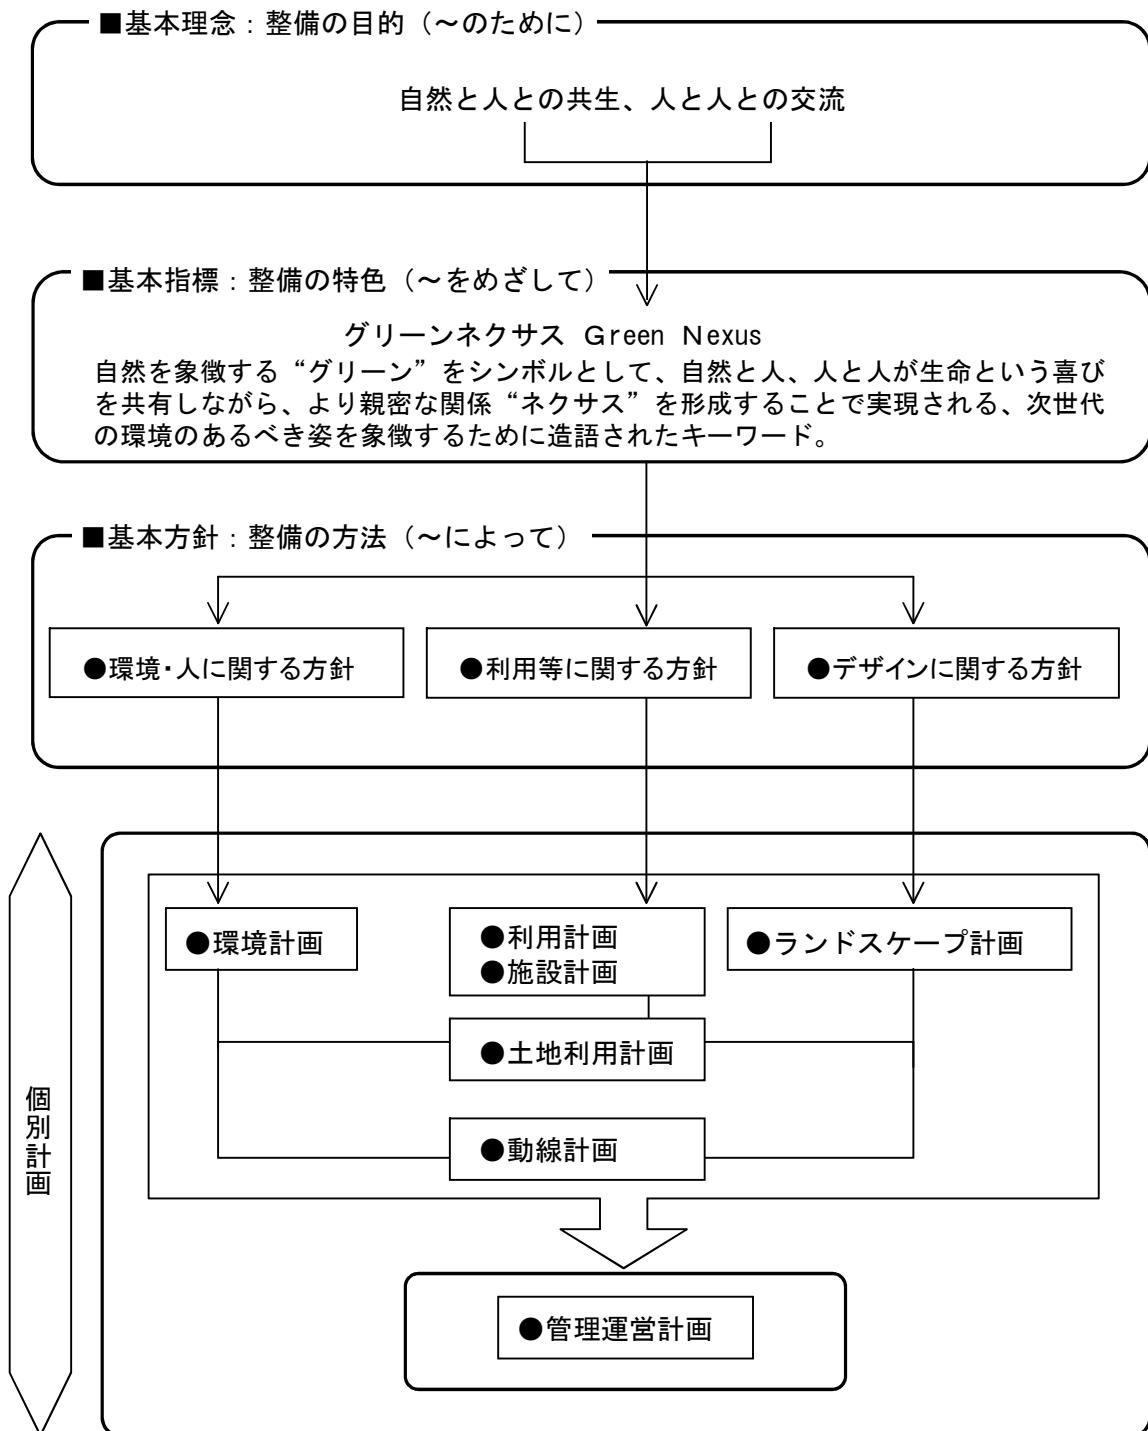 ■基本理念：整備の目的（～のために）
自然と人との共生、人と人との交流
■基本指標：整備の特色（～をめざして）
グリーンネクサス Green Nexus
自然を象徴する“グリーン”をシンボルとして、自然と人、人と人が生命という喜び
を共有しながら、より親密な関係“ネクサス”を形成することで実現される、次世代
の環境のあるべき姿を象徴するために造語されたキーワード。
■基本方針：整備の方法（～によって）
●環境・人に関する方針
●利用等に関する方針
●デザインに関する方針
●環境計画
●利用計画
●施設計画
●ランドスケープ計画
●土地利用計画
●動線計画
個別計画
●管理運営計画